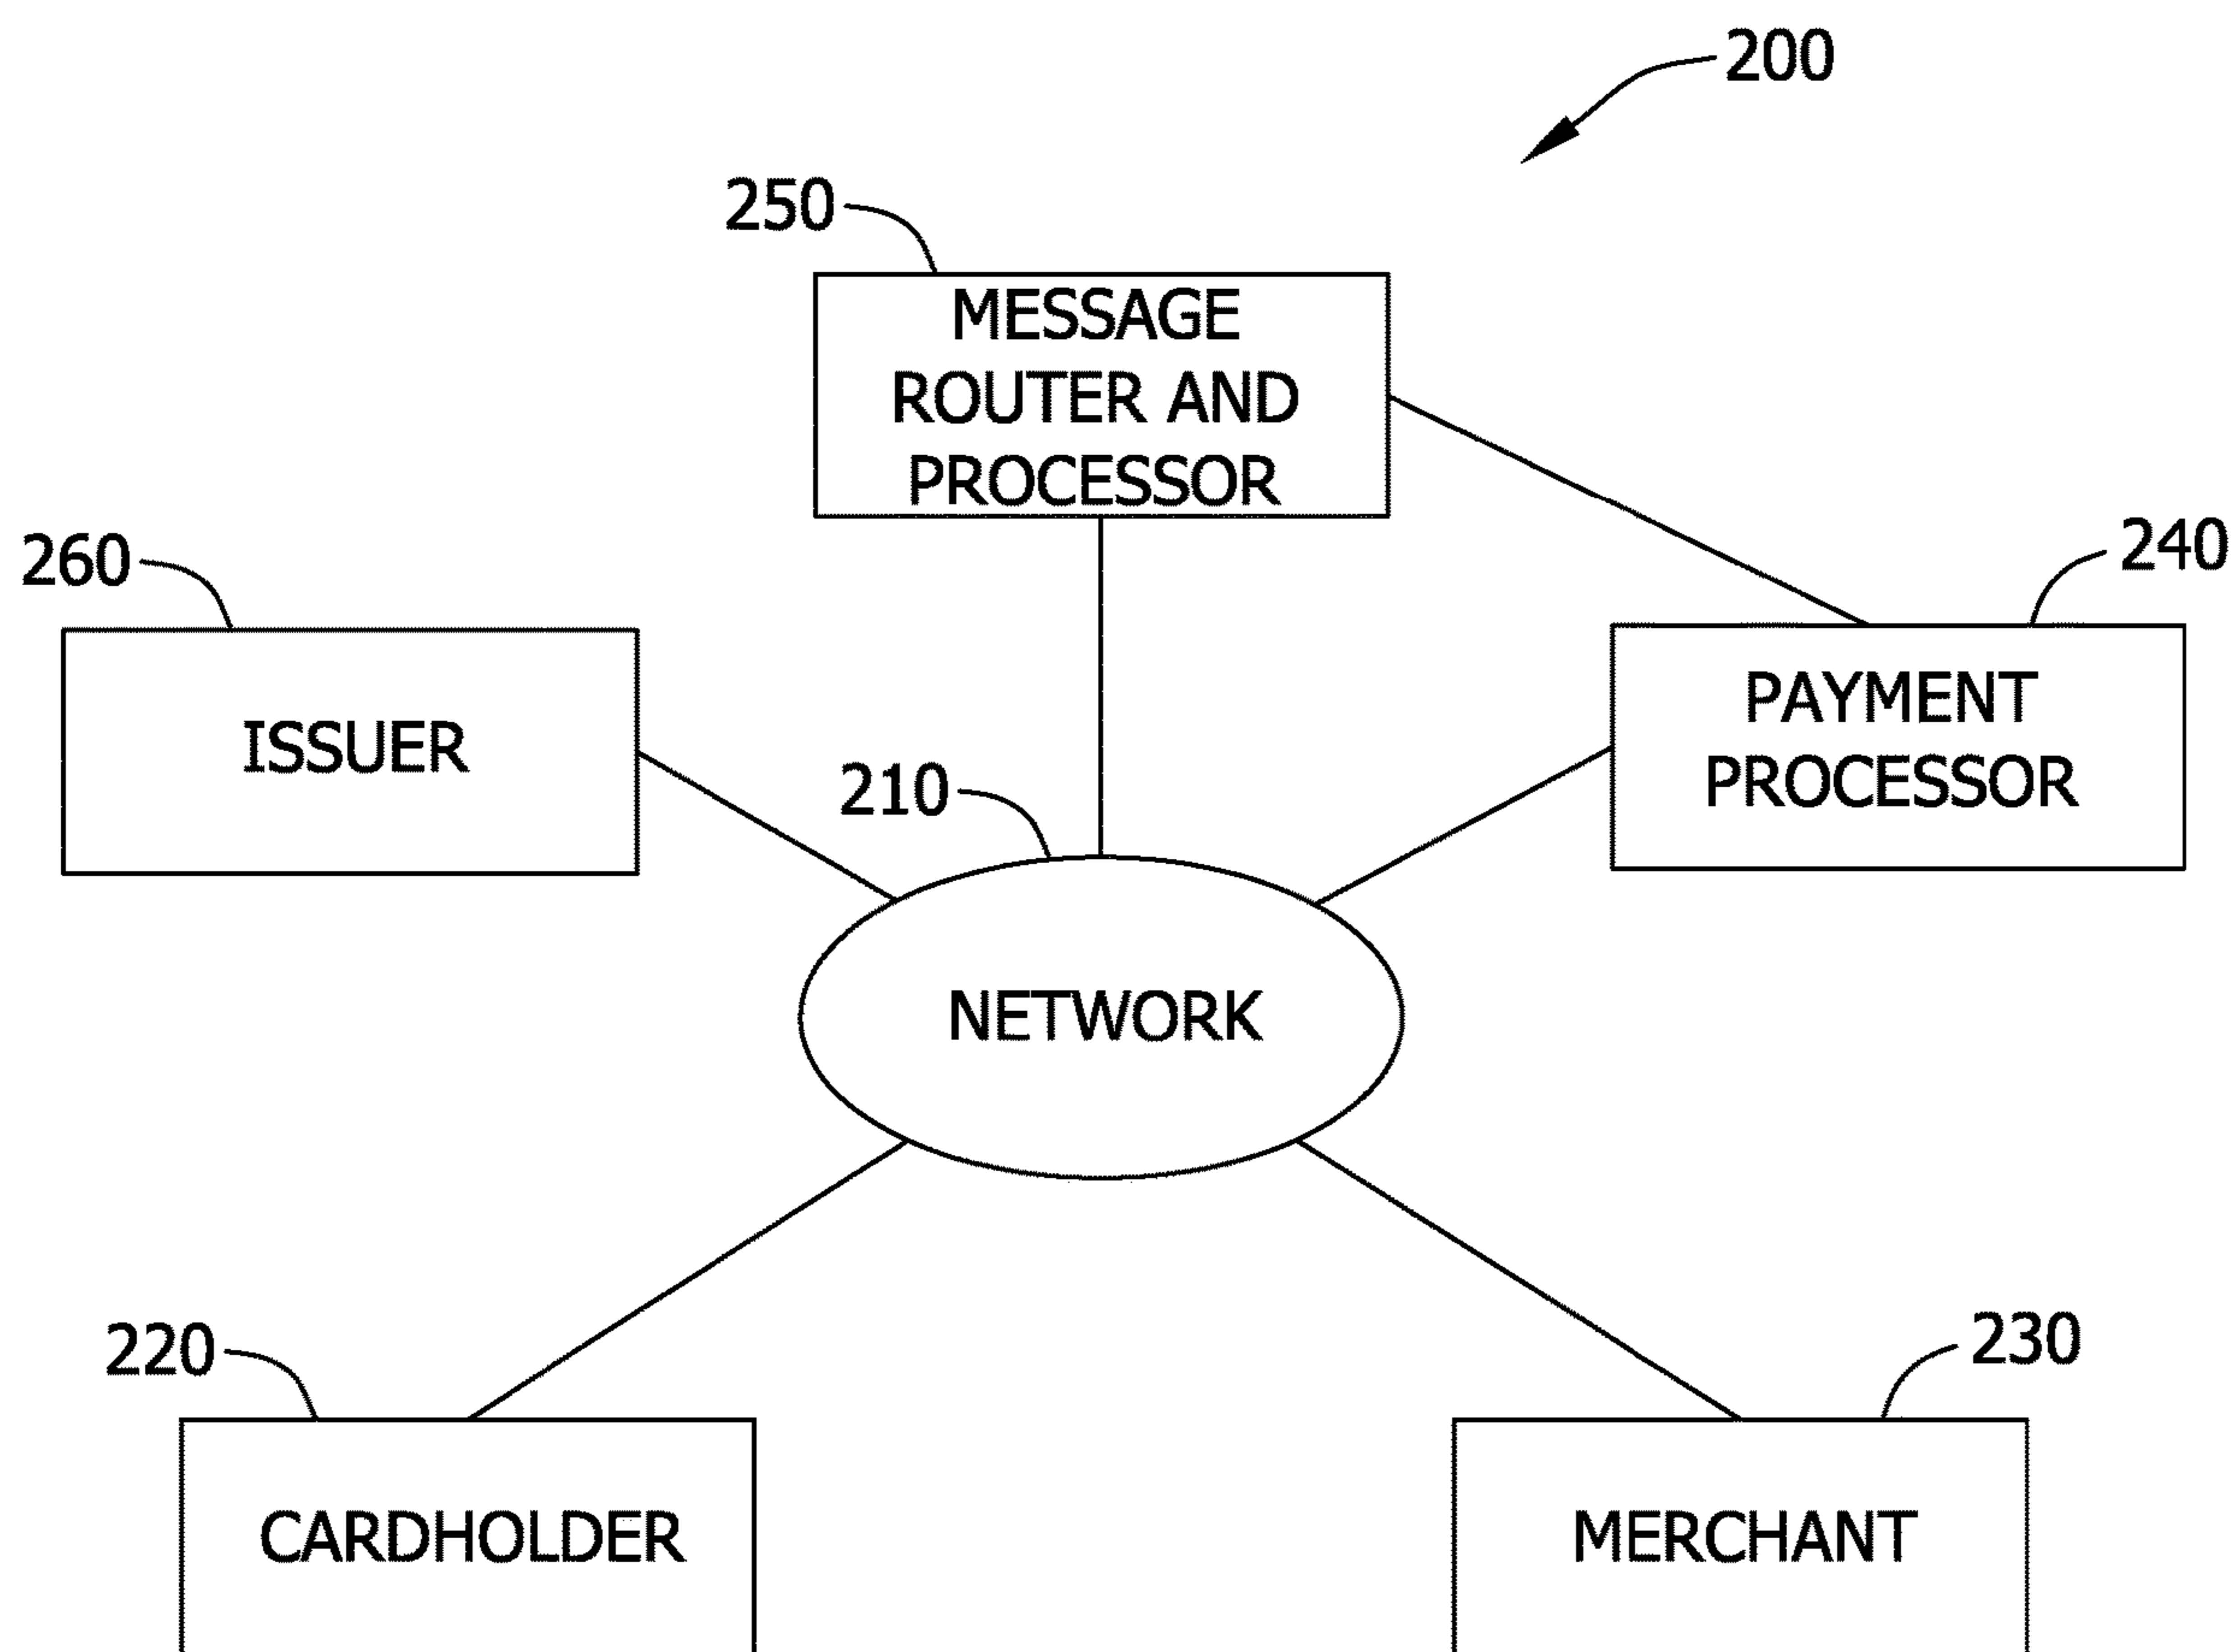 200
250
MESSAGE
ROUTER AND
PROCESSOR
260
240
ISSUER
PAYMENT
PROCESSOR
210
NETWORK
220
230
CARDHOLDER
MERCHANT